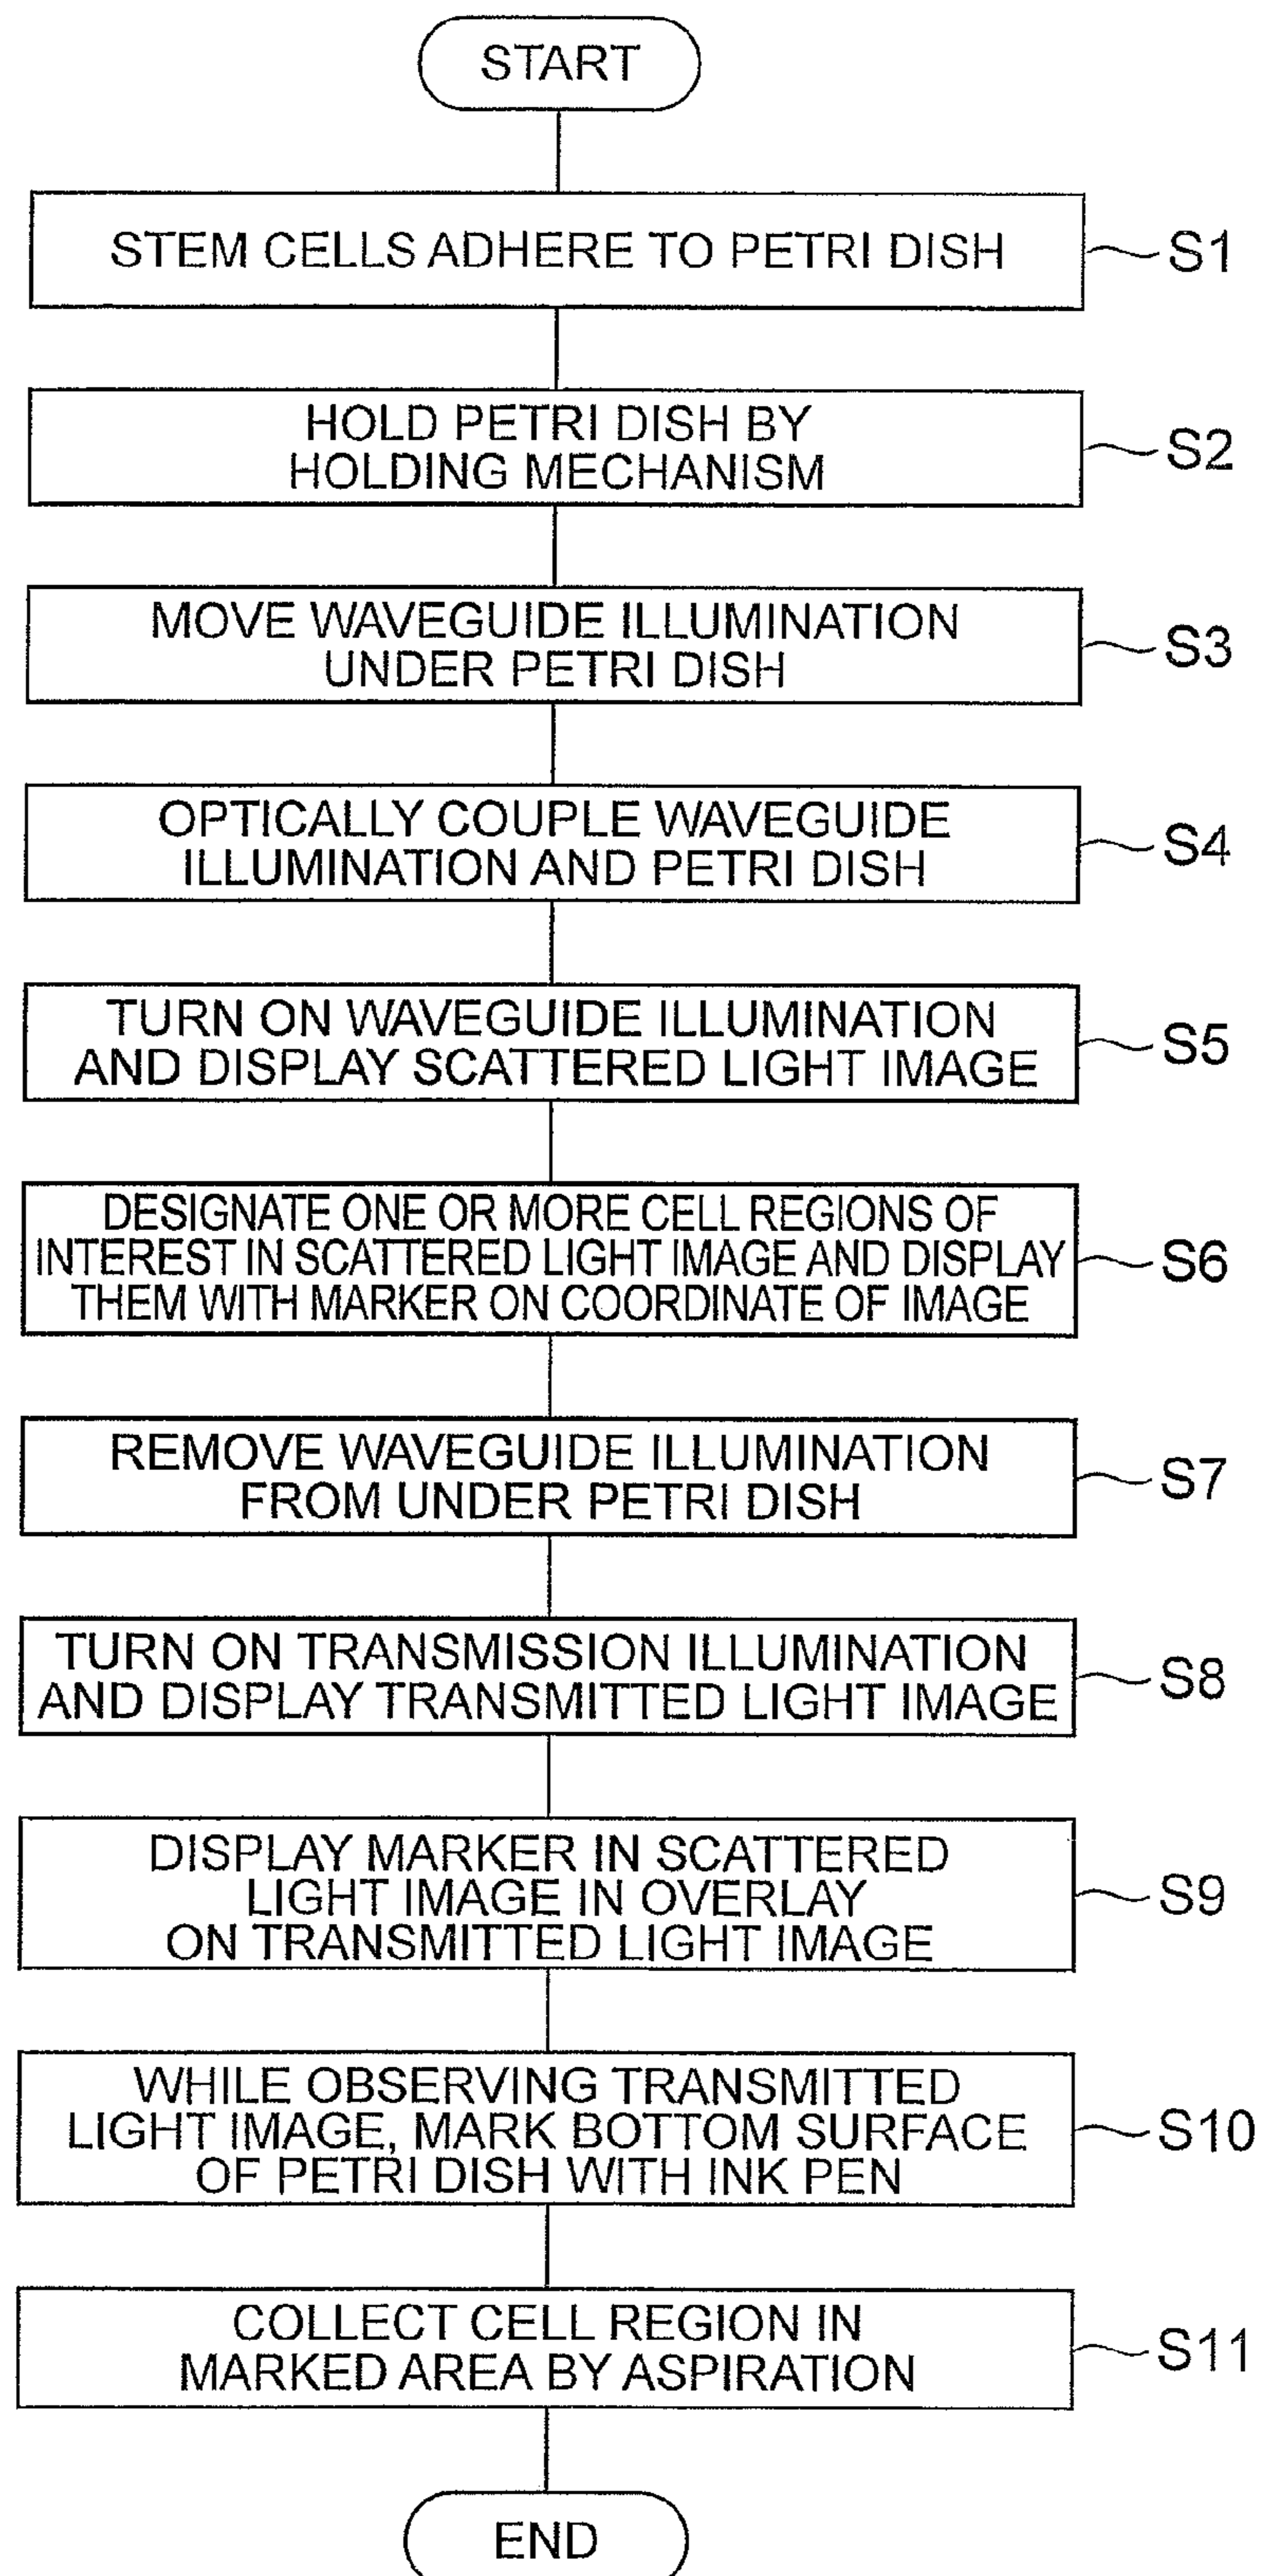 START
STEM CELLS ADHERE TO PETRI DISH
S1
HOLD PETRI DISH BY
HOLDING MECHANISM
S2
MOVE WAVEGUIDE ILLUMINATION
UNDER PETRI DISH
S3
OPTICALLY COUPLE WAVEGUIDE
ILLUMINATION AND PETRI DISH
S4
TURN ON WAVEGUIDE ILLUMINATION
AND DISPLAY SCATTERED LIGHT IMAGE
S5
DESIGNATE ONE OR MORE CELL REGIONS OF
INTEREST IN SCATTERED LIGHT IMAGE AND DISPLAY
THEM WITH MARKER ON COORDINATE OF IMAGE
S6
REMOVE WAVEGUIDE ILLUMINATION
FROM UNDER PETRI DISH
S7
TURN ON TRANSMISSION ILLUMINATION
AND DISPLAY TRANSMITTED LIGHT IMAGE
S8
DISPLAY MARKER IN SCATTERED
LIGHT IMAGE IN OVERLAY
ON TRANSMITTED LIGHT IMAGE
S9
WHILE OBSERVING TRANSMITTED
LIGHT IMAGE, MARK BOTTOM SURFACE
OF PETRI DISH WITH INK PEN
S10
COLLECT CELL REGION IN
MARKED AREA BY ASPIRATION
S11
END